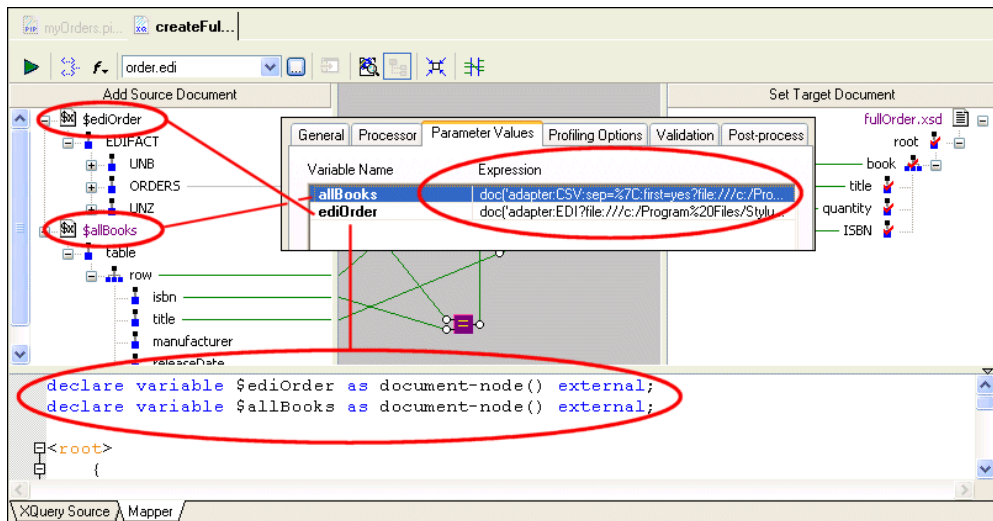 myOrders.pi... createFul...
order.edi
Add Source Document
Set Target Document
$ediOrder
EDIFACT
UNB
ORDERS
UNZ
$allBooks
table
row
isbn
title
manufacturer
releaseDate
General Parameter Values Processor Profiling Options Validation Post-process
Variable Name Expression
allBooks doc('adapter:CSV:sep=%7C:first=yes?file:///c:/Pro...
ediOrder doc('adapter:EDI?file:///c:/Program%20Files/Stylu...
fullOrder.xsd
root
book
title
quantity
ISBN
declare variable $ediOrder as document-node() external;
declare variable $allBooks as document-node() external;
<root>
{
XQuery Source Mapper